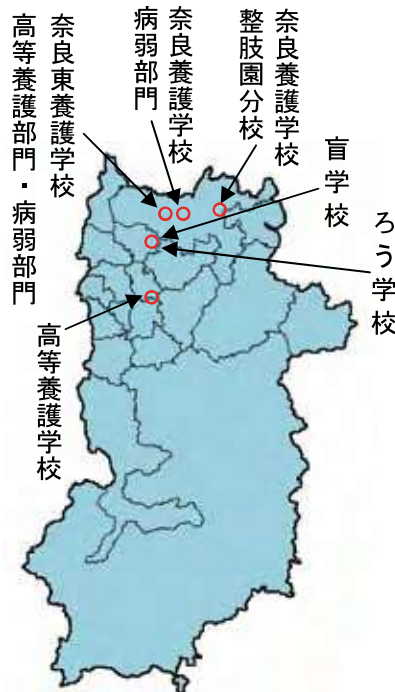 奈良東養護学校
高等養護部門・病弱部門
奈良養護学校
病弱部門
奈良養護学校
整肢園分校
盲学校
ろう学校
高等養護学校